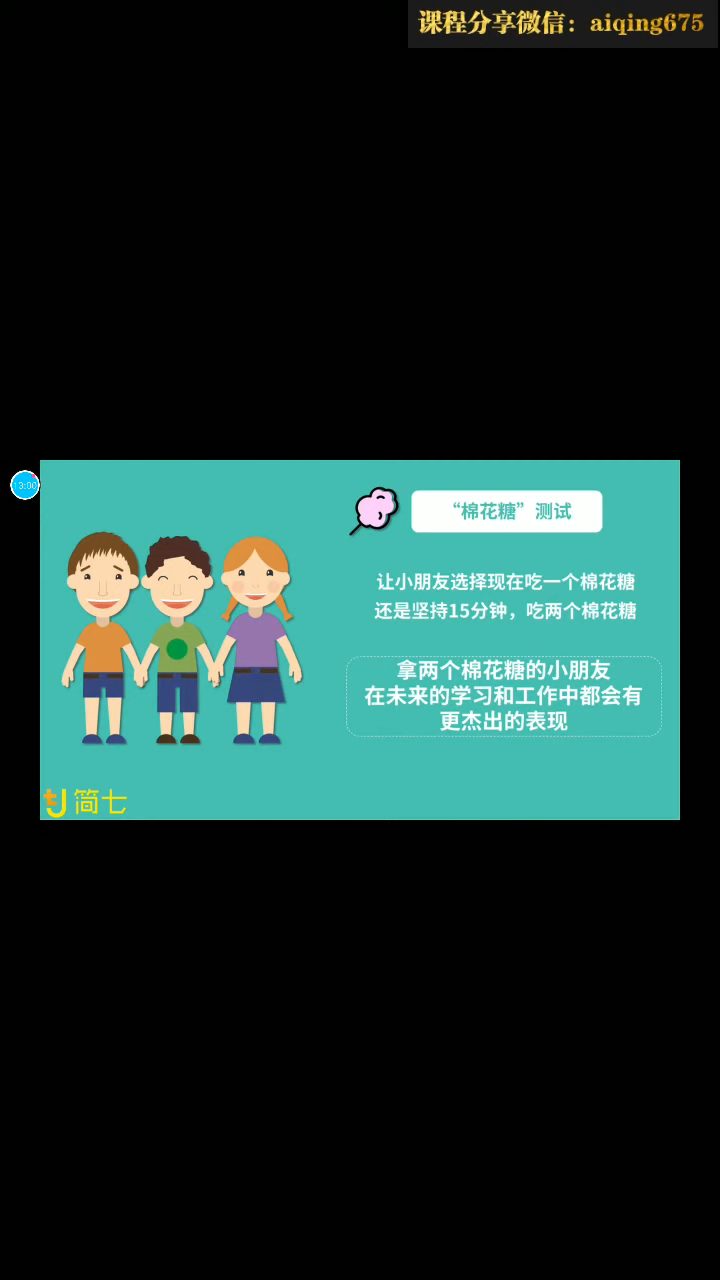 课程分享微信：aiqing675
13:00
“棉花糖”测试
让小朋友选择现在吃一个棉花糖
还是坚持15分钟，吃两个棉花糖
拿两个棉花糖的小朋友
在未来的学习和工作中都会有
更杰出的表现
简七